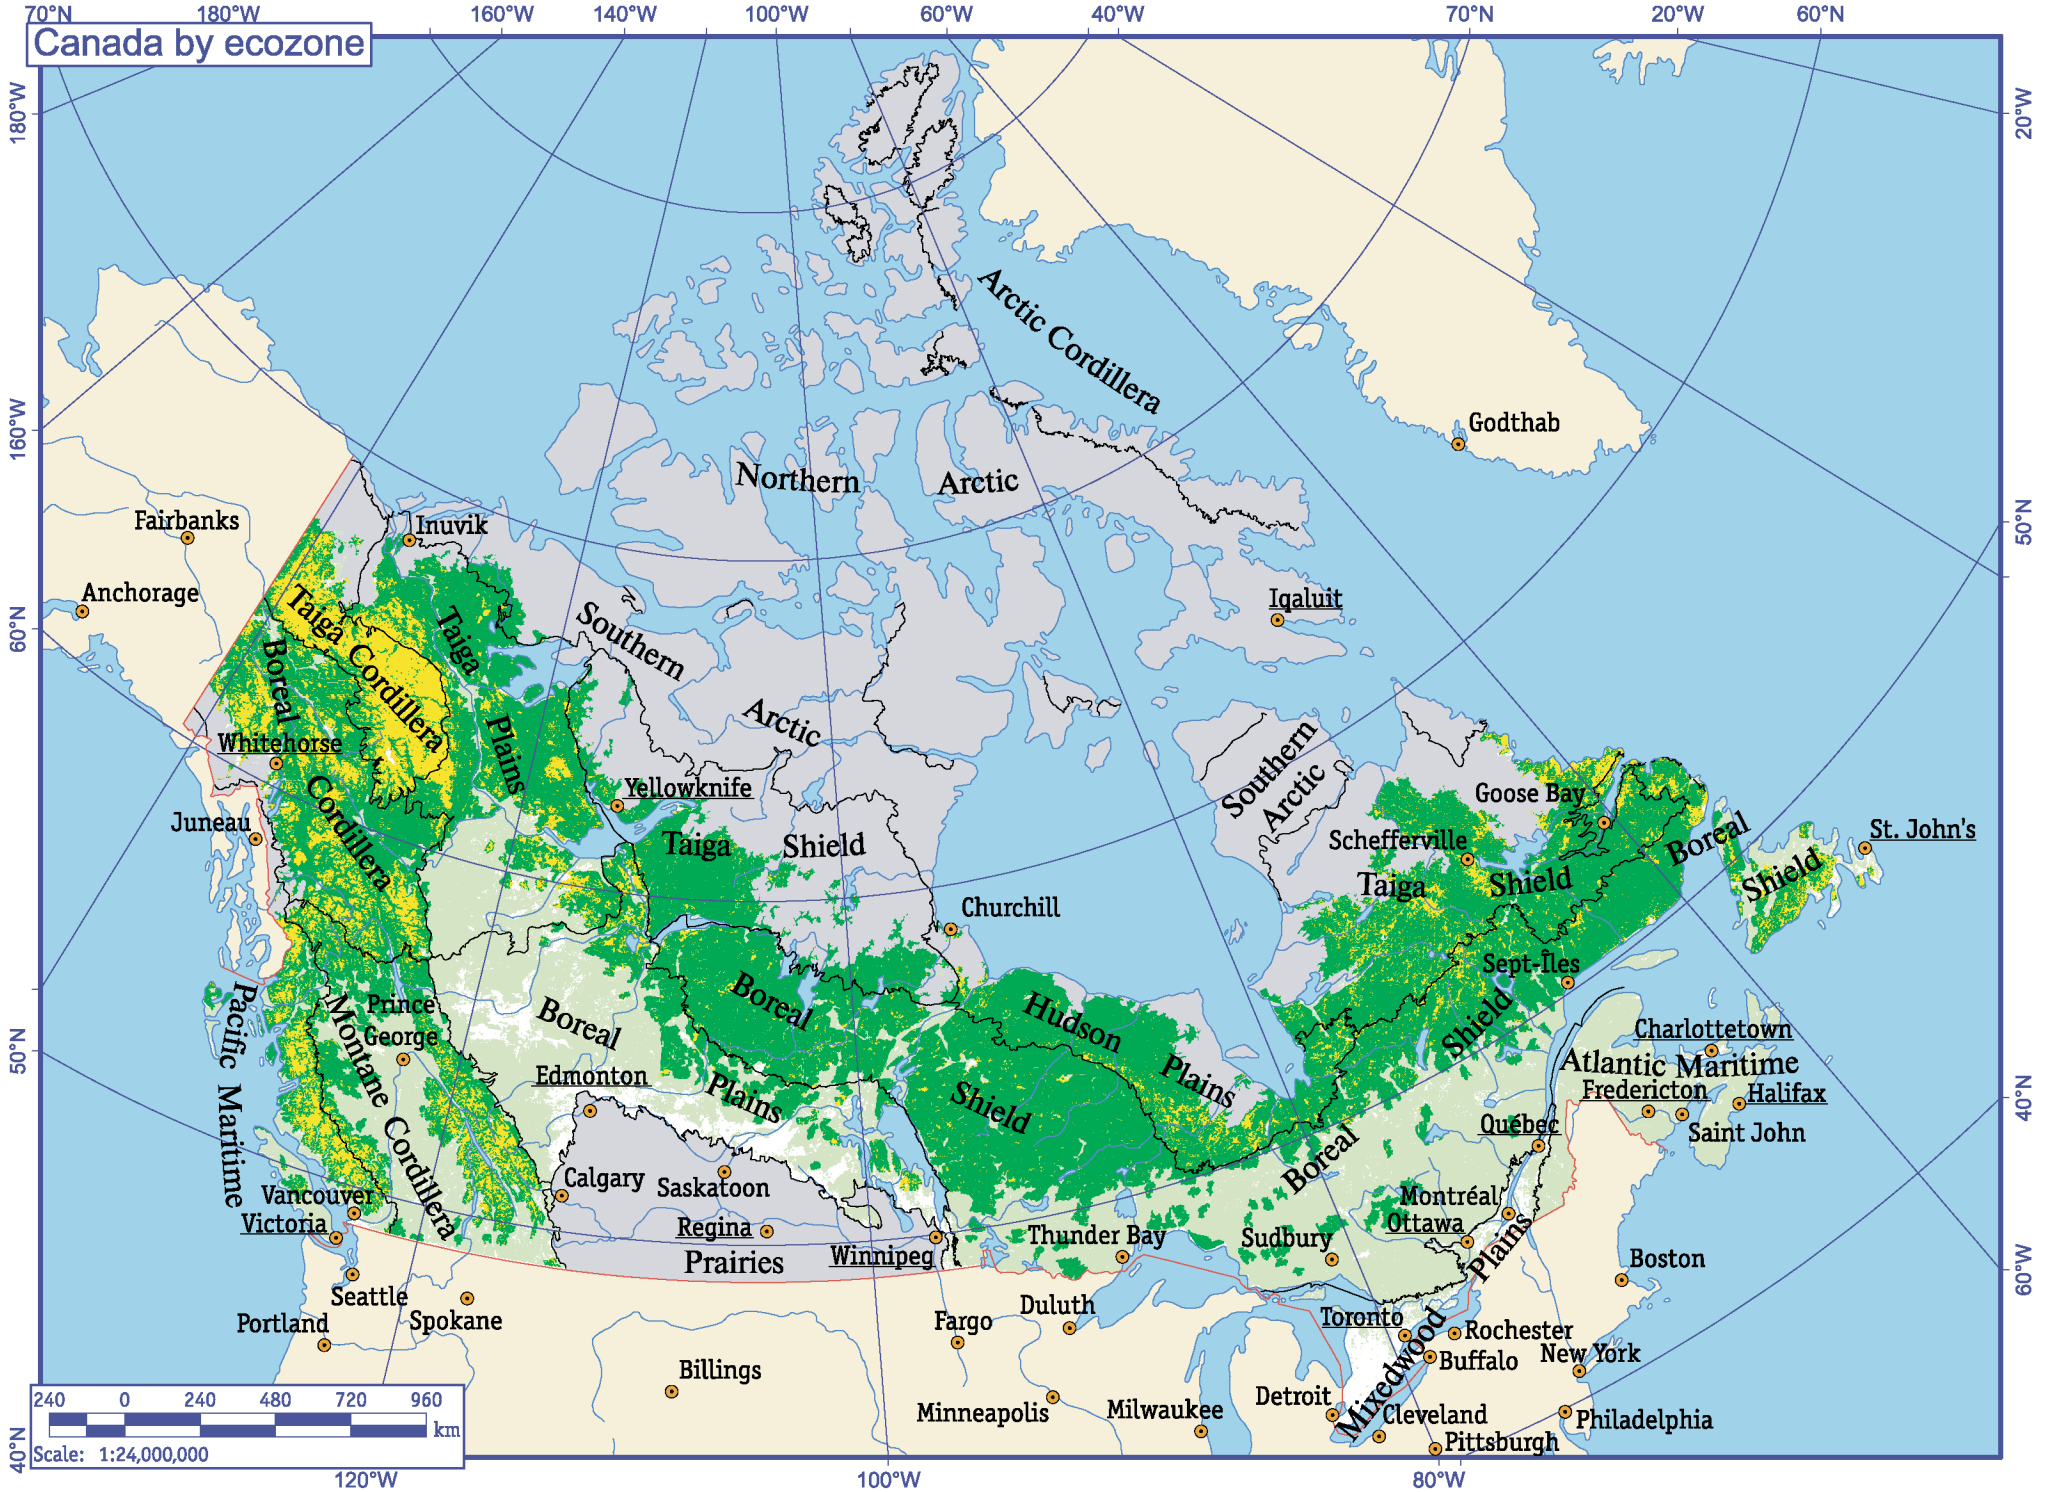 70°N
180°W
160°W
140°W
100°W
60°W
40°W
70°N
20°W
60°N
Canada by ecozone
180°W
20°W
Arctic Cordillera
160°W
Godthab
Northern
Arctic
Fairbanks
Inuvik
50°N
Anchorage
Iqaluit
Taiga
Cordillera
Taiga
Plains
Southern
Arctic
60°N
Boreal
Cordillera
Whitehorse
Southern
Arctic
Yellowknife
Goose Bay
Juneau
Taiga
Shield
Schefferville
Boreal
Shield
St. John's
Taiga
Shield
Churchill
Sept-Îles
Pacific Maritime
Prince
George
Montane Cordillera
Boreal
Boreal
Hudson
Plains
Shield
Charlottetown
50°N
Atlantic Maritime
Edmonton
Plains
Shield
Fredericton
Halifax
40°N
Québec
Saint John
Boreal
Calgary
Saskatoon
Vancouver
Montréal
Victoria
Regina
Winnipeg
Thunder Bay
Sudbury
Ottawa
Plains
Prairies
Boston
60°W
Seattle
Duluth
Portland
Spokane
Fargo
Toronto
Rochester
Mixedwood
Buffalo
New York
Billings
240
0
240
480
720
960
km
Minneapolis
Milwaukee
Detroit
Cleveland
Philadelphia
Pittsburgh
40°N
Scale: 1:24,000,000
120°W
100°W
80°W